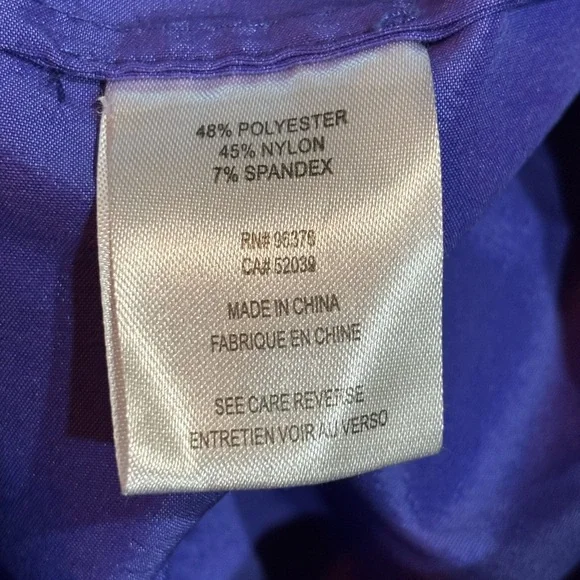 48% POLYESTER
45% NYLON
7% SPANDEX
RN# 96376
CA# 52039
MADE IN CHINA
FABRIQUE EN CHINE
SEE CARE REVERSE
ENTRETIEN VOIR AU VERSO